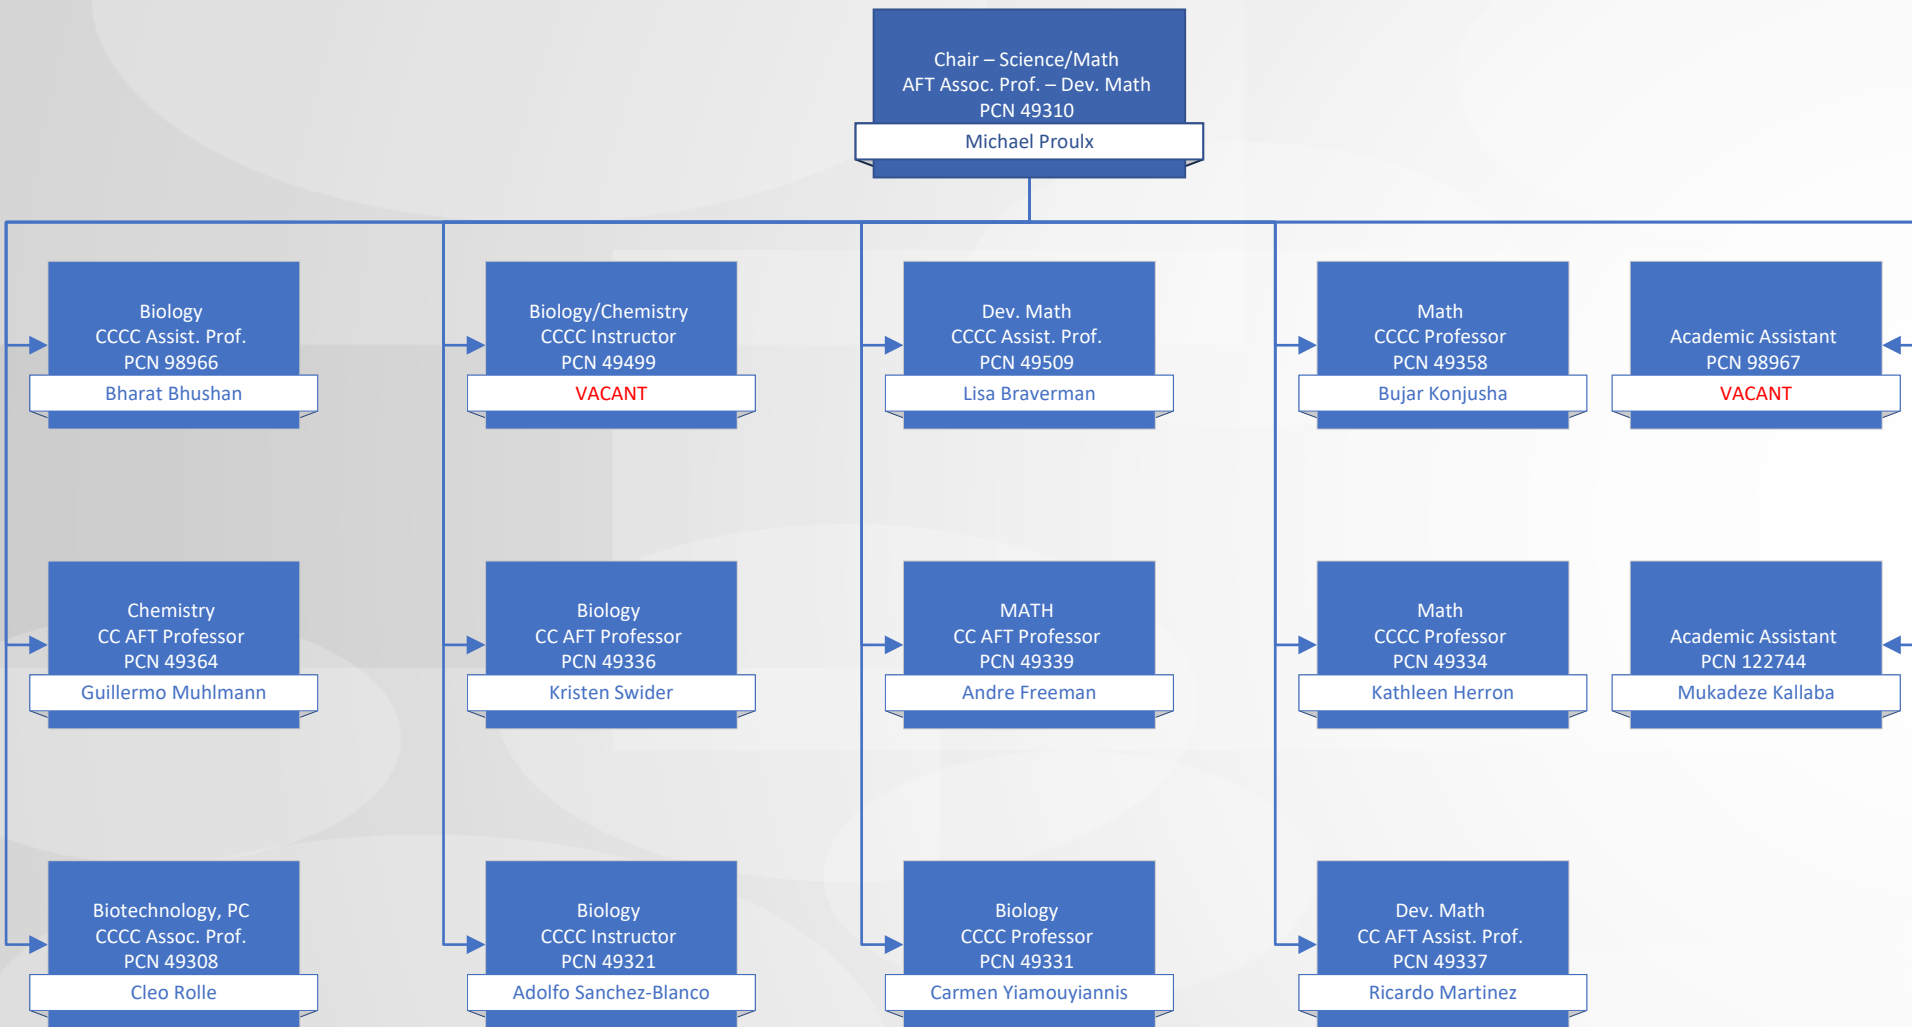 Chair – Science/Math
AFT Assoc. Prof. – Dev. Math
PCN 49310
Michael Proulx
Biology
CCCC Assist. Prof.
PCN 98966
Bharat Bhushan
Biology/Chemistry
CCCC Instructor
PCN 49499
VACANT
Dev. Math
CCCC Assist. Prof.
PCN 49509
Lisa Braverman
Math
CCCC Professor
PCN 49358
Bujar Konjusha
Academic Assistant
PCN 98967
VACANT
Chemistry
CC AFT Professor
PCN 49364
Guillermo Muhlmann
Biology
CC AFT Professor
PCN 49336
Kristen Swider
MATH
CC AFT Professor
PCN 49339
Andre Freeman
Math
CCCC Professor
PCN 49334
Kathleen Herron
Academic Assistant
PCN 122744
Mukadeze Kallaba
Biotechnology, PC
CCCC Assoc. Prof.
PCN 49308
Cleo Rolle
Biology
CCCC Instructor
PCN 49321
Adolfo Sanchez-Blanco
Biology
CCCC Professor
PCN 49331
Carmen Yiamouyiannis
Dev. Math
CC AFT Assist. Prof.
PCN 49337
Ricardo Martinez